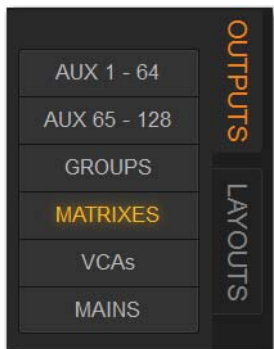 AUX 1 - 64
AUX 65 - 128
GROUPS
MATRIXES
VCAs
MAINS
OUTPUTS
LAYOUTS